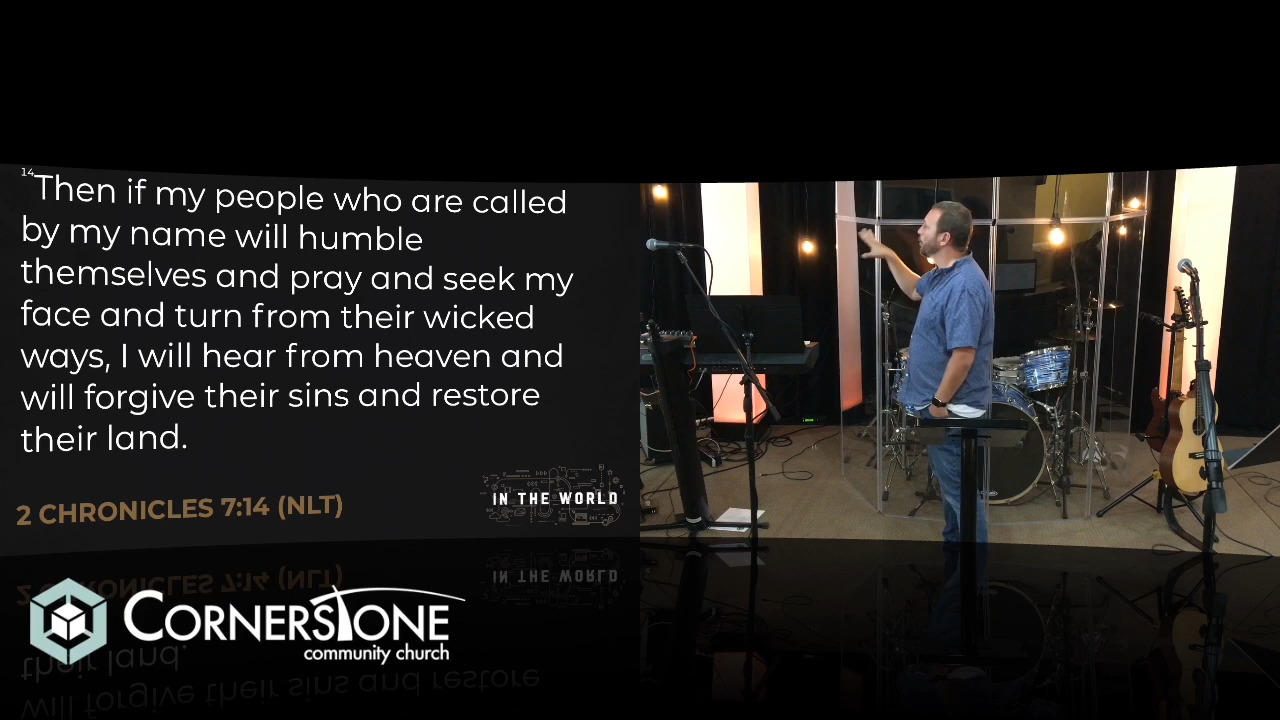 14Then if my people who are called
by my name will humble
themselves and pray and seek my
face and turn from their wicked
ways, I will hear from heaven and
will forgive their sins and restore
their land.
2 CHRONICLES 7:14 (NLT)
IN THE WORLD
CORNERSTONE
community church